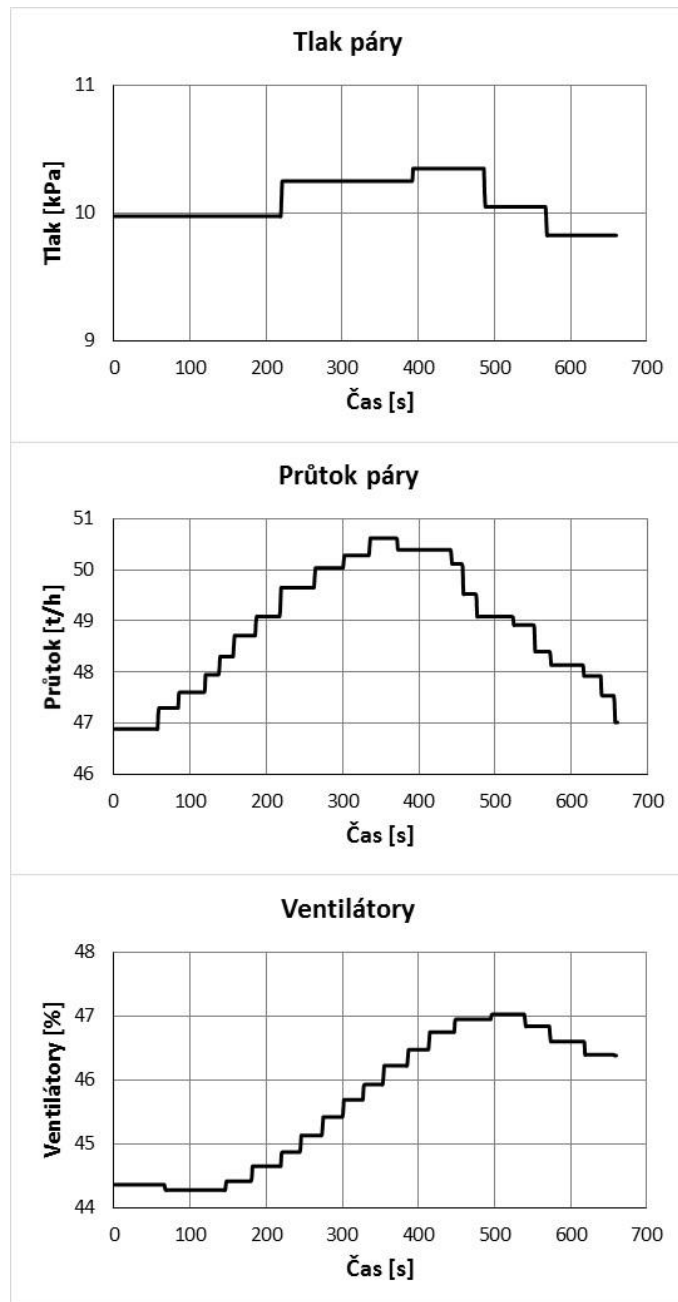 Tlak páry
11
10
9
Tlak [kPa]
0 100 200 300 400 500 600 700
Čas [s]
Průtok páry
51
50
49
48
47
46
Průtok [t/h]
0 100 200 300 400 500 600 700
Čas [s]
Ventilátory
48
47
46
45
44
Ventilátory [%]
0 100 200 300 400 500 600 700
Čas [s]